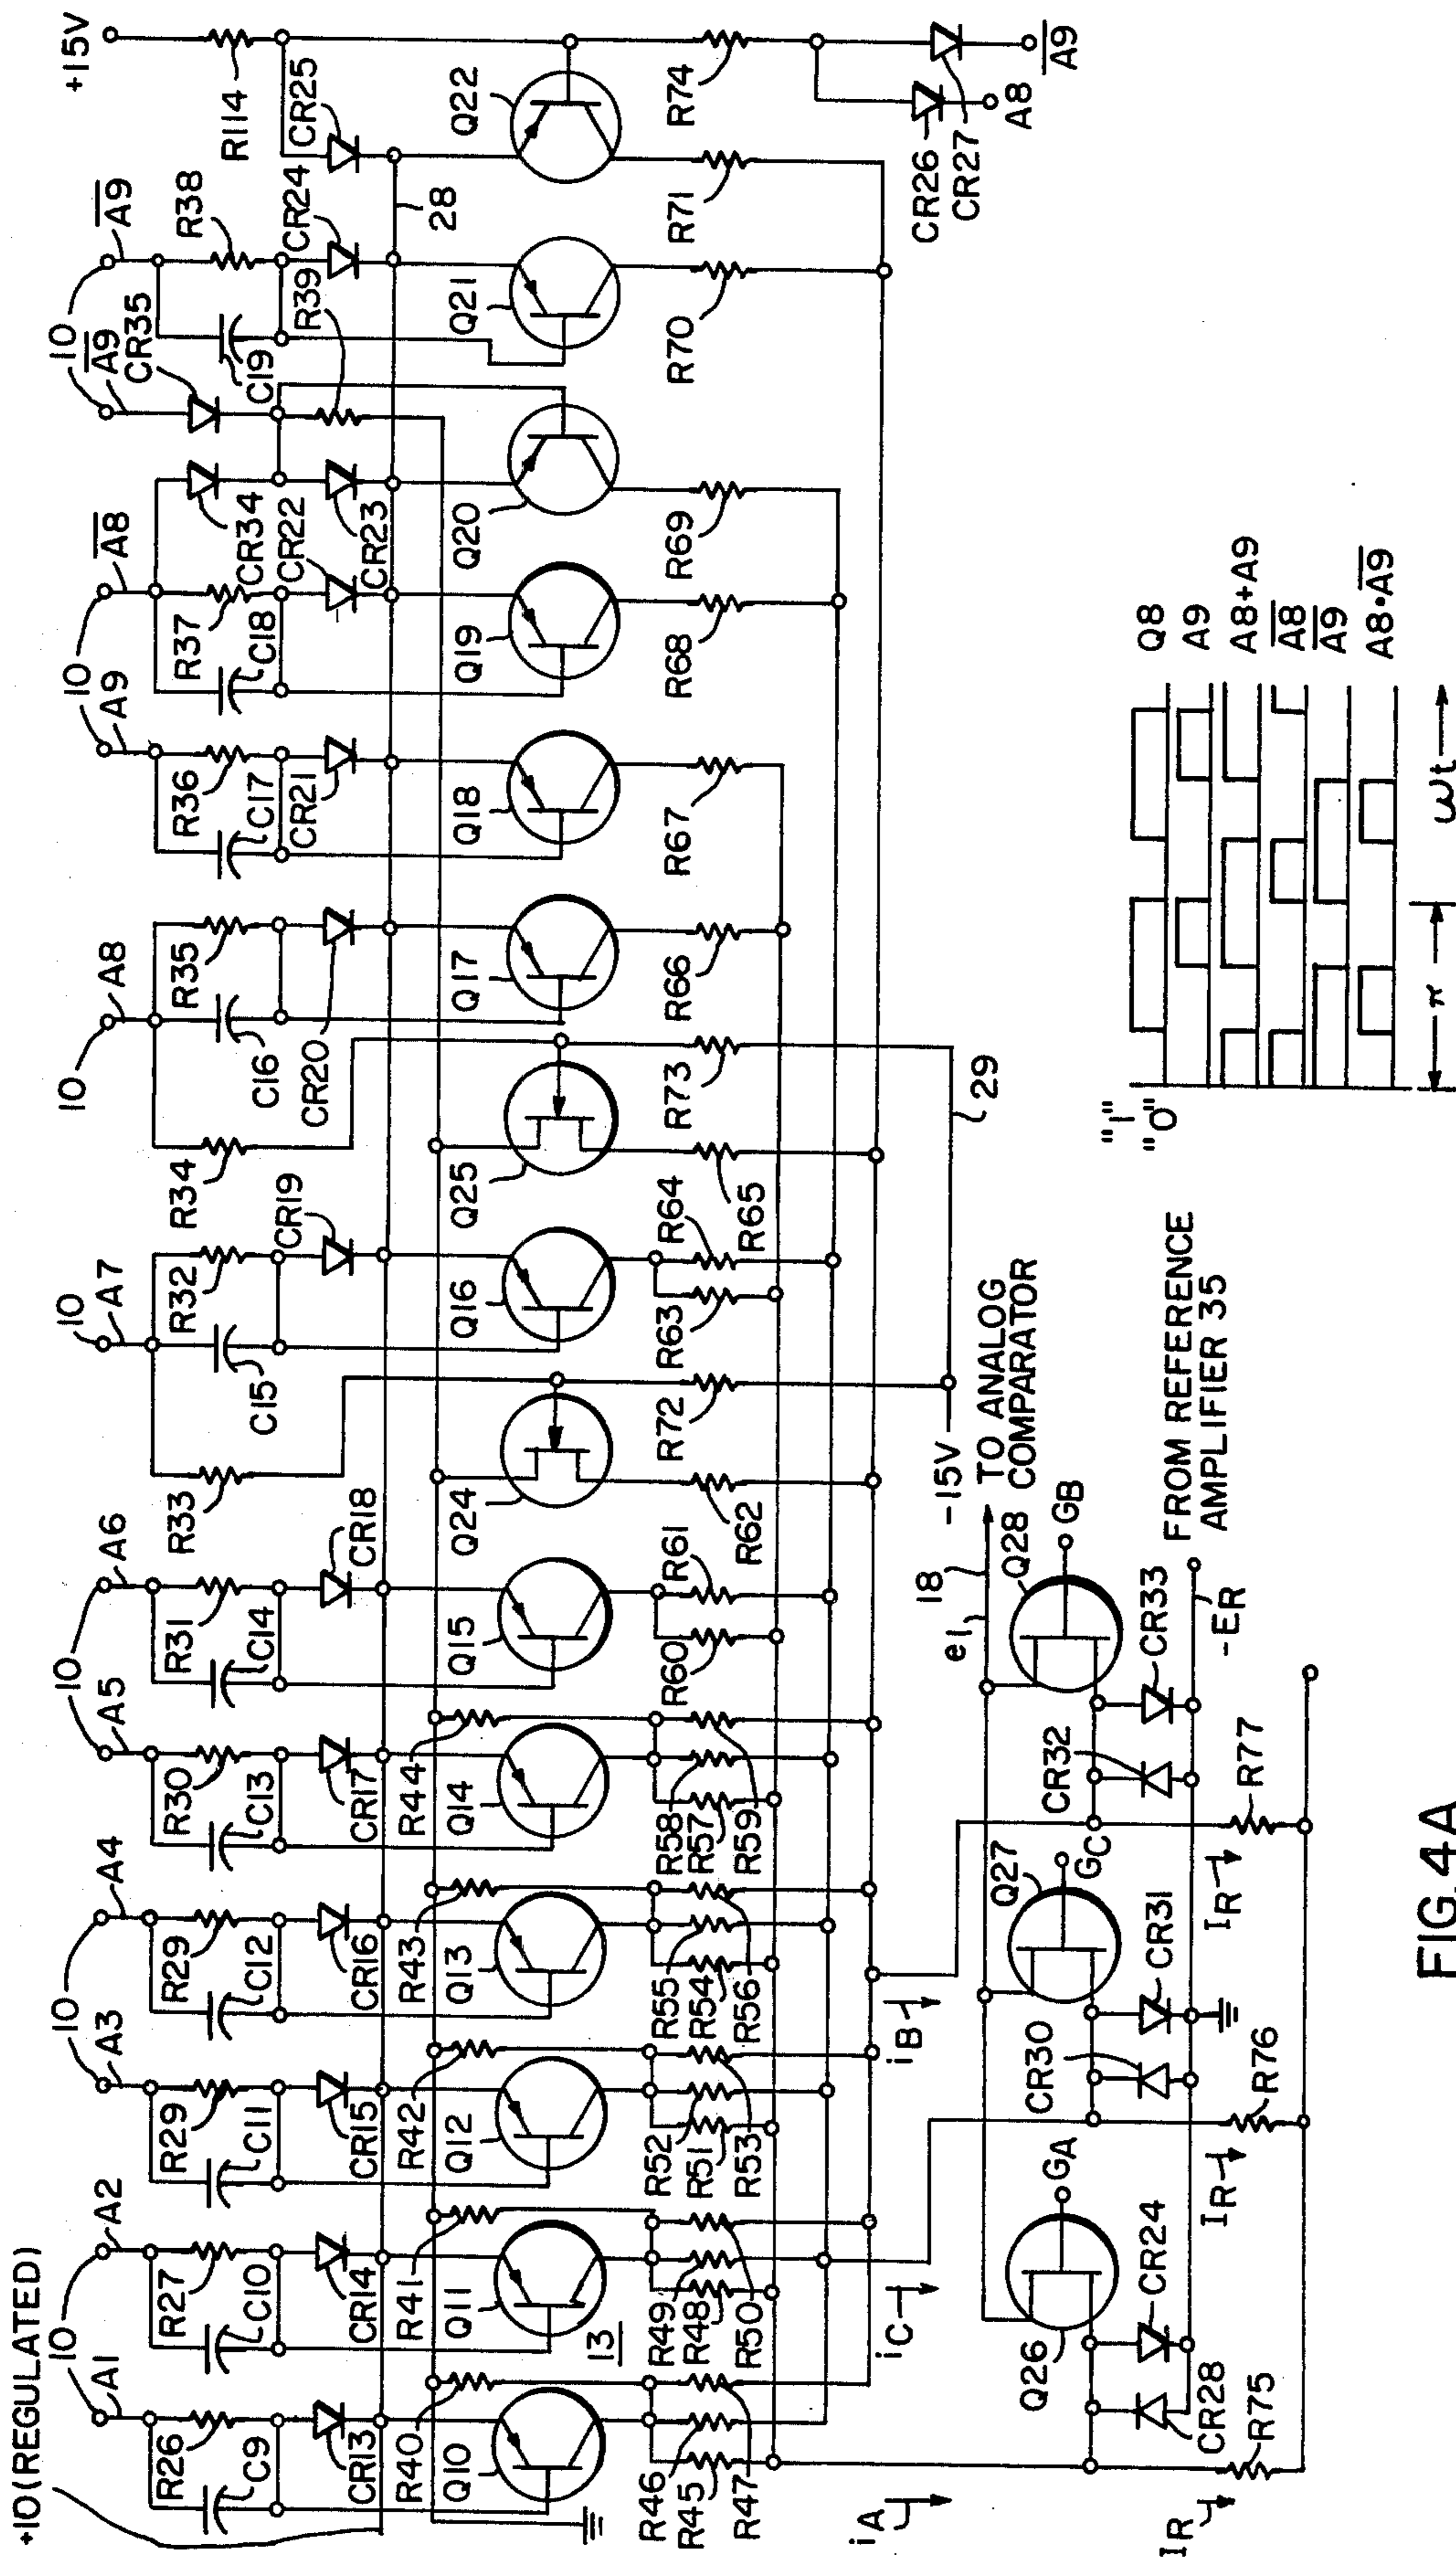 +10(REGULATED)
10
A1
10
A2
10
A3
A4
10
A5
A6
10
A7
10
A8
10
A9
A8
10
A9
10
A9
+15V
R26
C9
CR13
R27
C10
CR14
R29
C11
CR15
R29
C12
CR16
R30
C13
CR17
R31
C14
CR18
R33
R32
C15
CR19
R34
R35
C16
CR20
R36
C17
CR21
R37
C18
CR34
CR22
CR23
CR35
R39
C19
R38
CR24
R114
CR25
28
R40
Q10
R41
Q11
R42
Q12
R43
Q13
R44
Q14
Q15
Q24
Q16
Q25
Q17
Q18
Q19
Q20
Q21
Q22
13
R46
R45
R47
R49
R48
R50
R52
R51
R53
R55
R54
R56
R58
R57
R59
R60
R61
R62
R72
R63
R64
R65
R73
R66
R67
R68
R69
R70
R71
R74
CR26
CR27
A8
A9
iA
iC
iB
-15V
29
e1
18
TO ANALOG
COMPARATOR
Q26
GA
Q27
GC
Q28
GB
CR28
CR24
CR30
CR31
CR32
CR33
-ER
FROM REFERENCE
AMPLIFIER 35
IR
R75
IR
R76
IR
R77
"1"
"0"
Q8
A9
A8+A9
A8
A9
A8•A9
π
ωt
FIG.4A